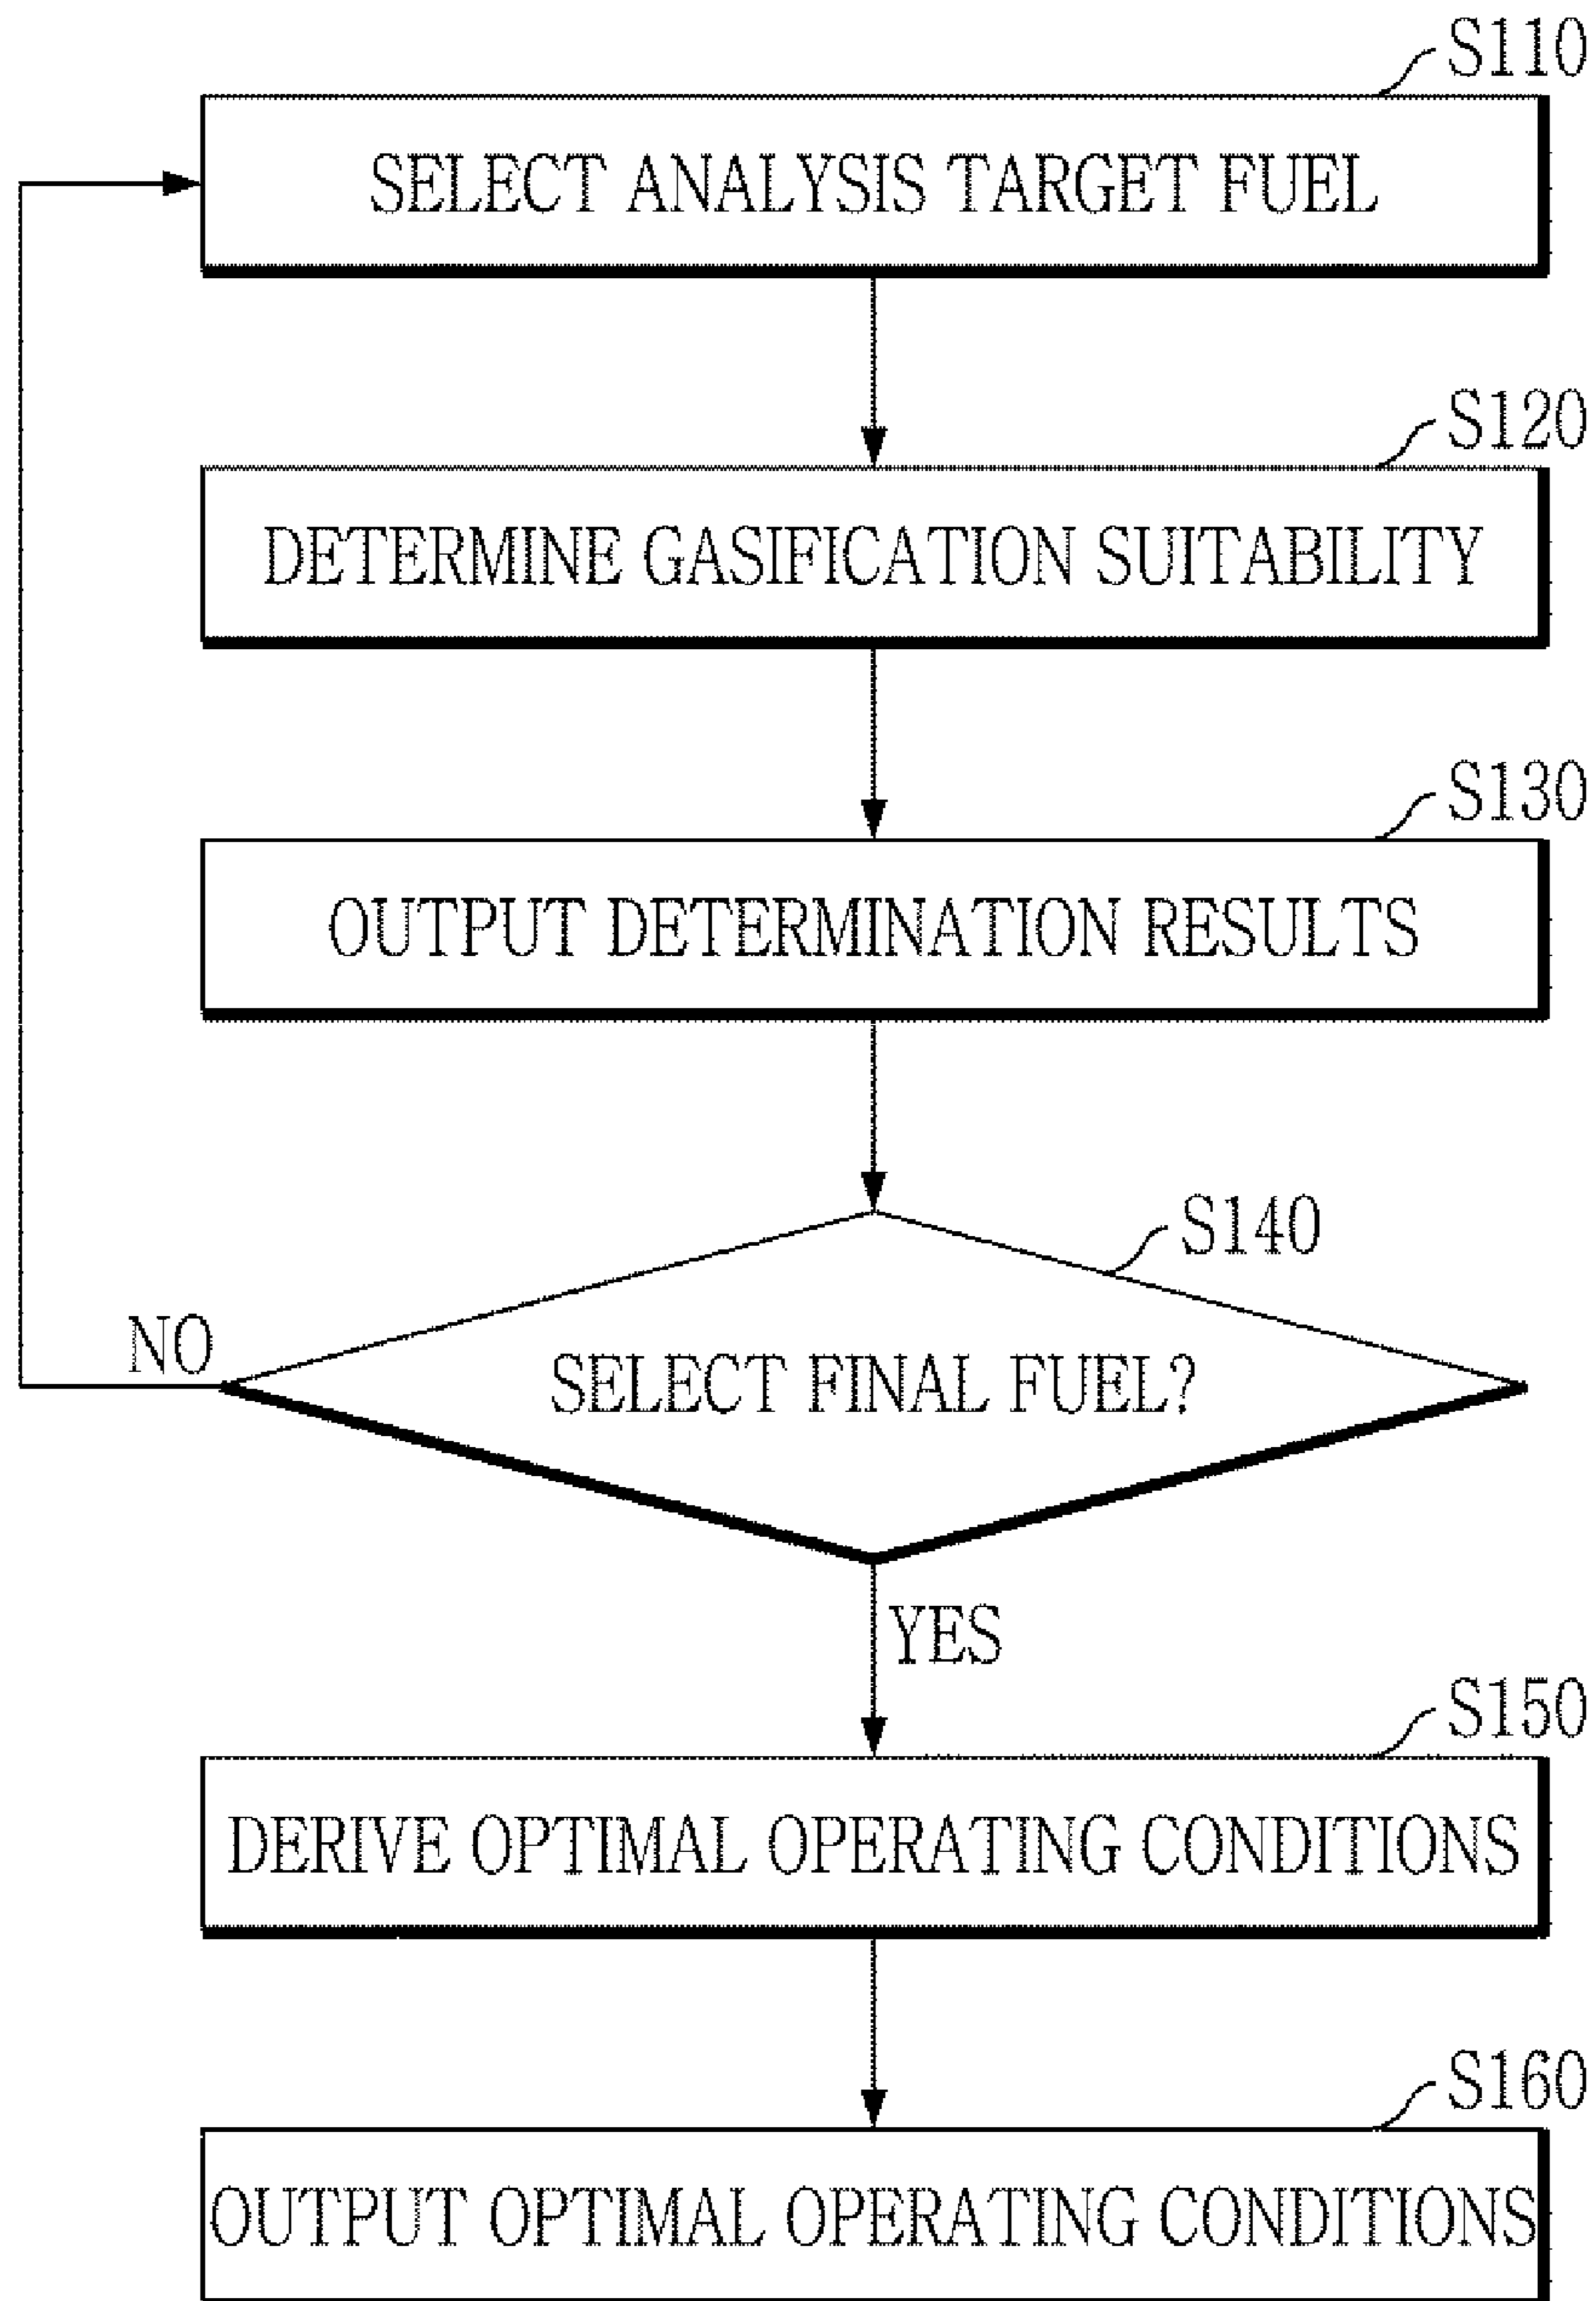 S110
SELECT ANALYSIS TARGET FUEL
S120
DETERMINE GASIFICATION SUITABILITY
S130
OUTPUT DETERMINATION RESULTS
S140
NO
SELECT FINAL FUEL?
YES
S150
DERIVE OPTIMAL OPERATING CONDITIONS
S160
OUTPUT OPTIMAL OPERATING CONDITIONS